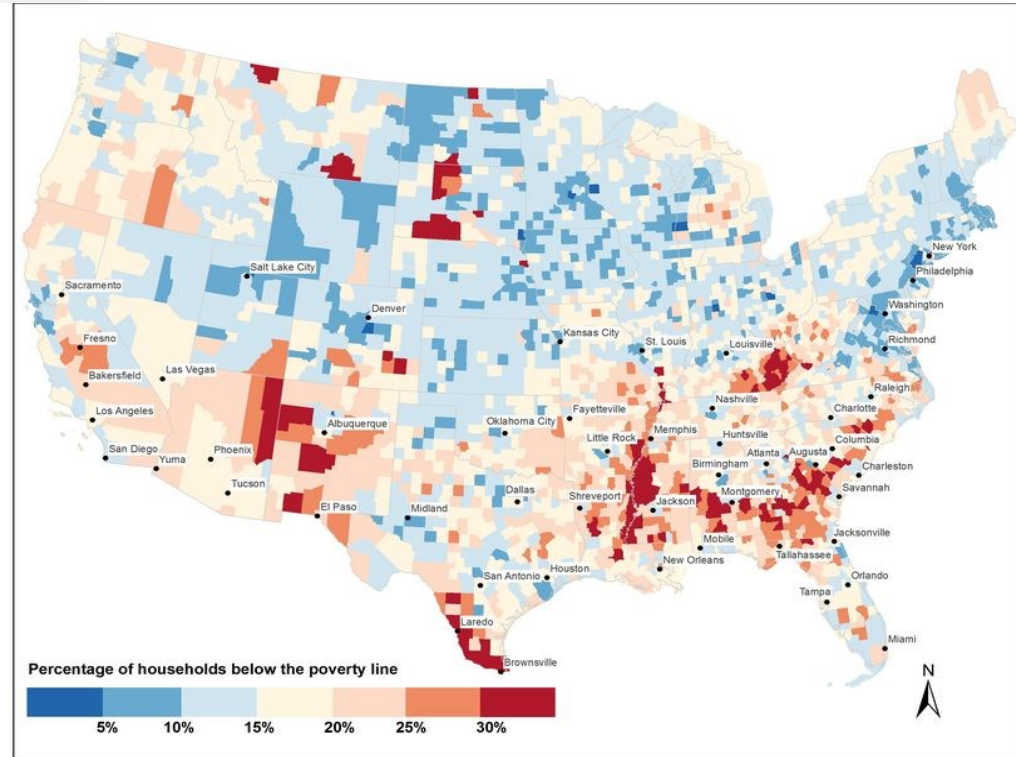 New York
Philadelphia
Salt Lake City
Sacramento
Washington
Denver
Kansas City
Richmond
Fresno
St. Louis
Louisville
Las Vegas
Bakersfield
Raleigh
Nashville
Charlotte
Los Angeles
Fayetteville
Albuquerque
Oklahoma City
Memphis
Huntsville
Columbia
Little Rock
San Diego
Phoenix
Atlanta
Augusta
Yuma
Birmingham
Charleston
Tucson
Dallas
Shreveport
Montgomery
Savannah
Jackson
El Paso
Midland
Jacksonville
Mobile
Tallahassee
New Orleans
Houston
San Antonio
Orlando
Tampa
Laredo
Miami
Brownsville
Percentage of households below the poverty line
5% 10% 15% 20% 25% 30%
N